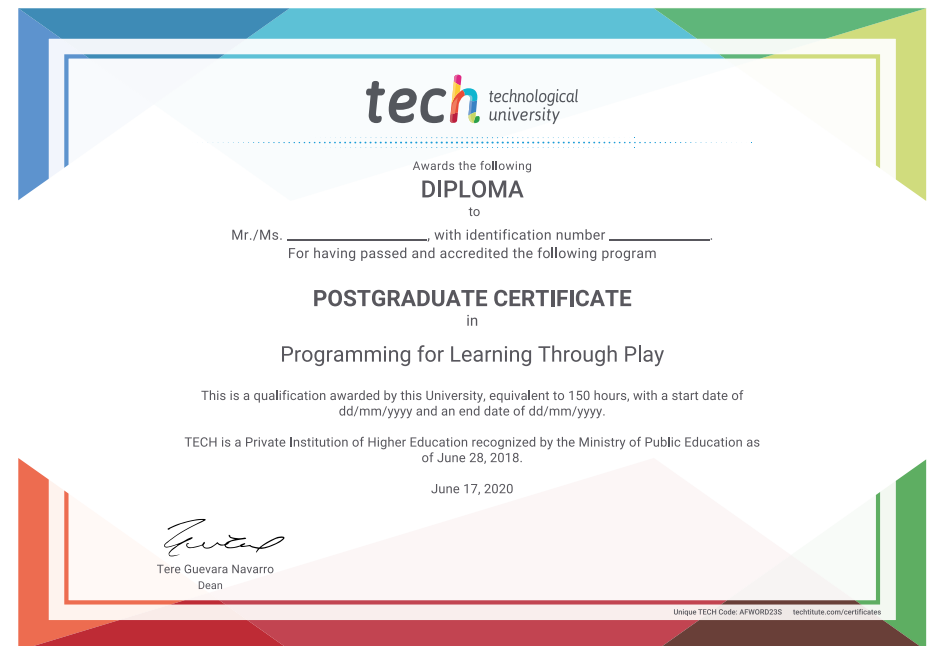 tech technological
university
Awards the following
DIPLOMA
to
Mr./Ms. ____________________, with identification number ______________.
For having passed and accredited the following program
POSTGRADUATE CERTIFICATE
in
Programming for Learning Through Play
This is a qualification awarded by this University, equivalent to 150 hours, with a start date of
dd/mm/yyyy and an end date of dd/mm/yyyy.
TECH is a Private Institution of Higher Education recognized by the Ministry of Public Education as
of June 28, 2018.
June 17, 2020
Tere Guevara Navarro
Dean
Unique TECH Code: AFWORD23S techtitute.com/certificates